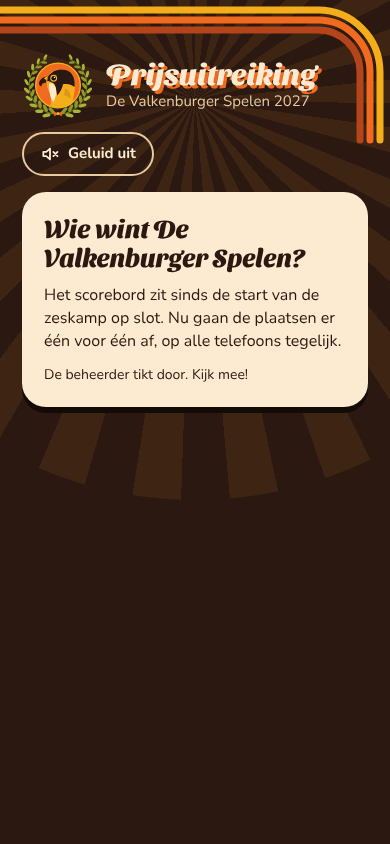 Prijsuitreiking
De Valkenburger Spelen 2027
Geluid uit
Wie wint De
Valkenburger Spelen?
Het scorebord zit sinds de start van de
zeskamp op slot. Nu gaan de plaatsen er
één voor één af, op alle telefoons tegelijk.
De beheerder tikt door. Kijk mee!